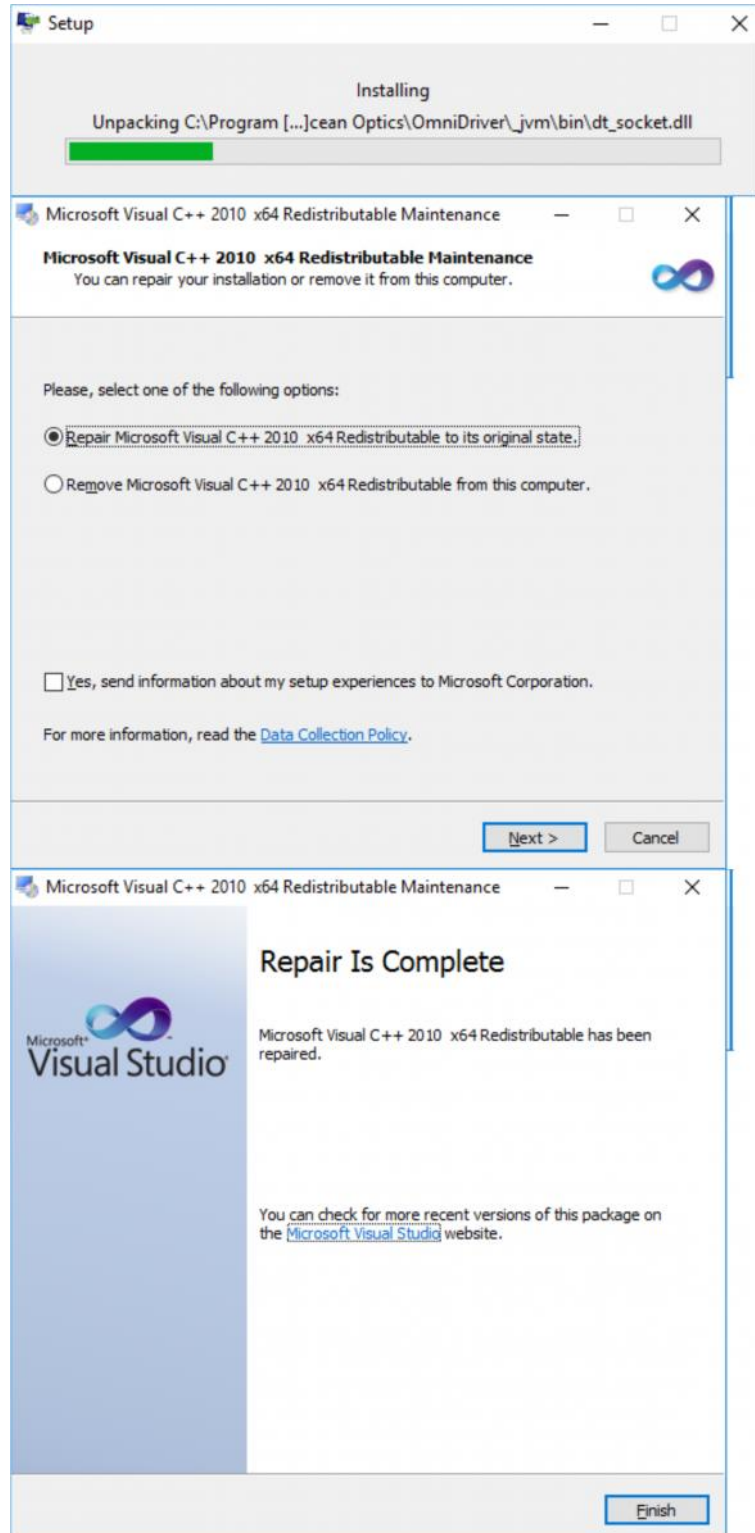 Setup
Installing
Unpacking C:\Program [...]cean Optics\OmniDriver\_jvm\bin\dt_socket.dll
Microsoft Visual C++ 2010  x64 Redistributable Maintenance
Microsoft Visual C++ 2010  x64 Redistributable Maintenance
You can repair your installation or remove it from this computer.
Please, select one of the following options:
Repair Microsoft Visual C++ 2010  x64 Redistributable to its original state.
Remove Microsoft Visual C++ 2010  x64 Redistributable from this computer.
Yes, send information about my setup experiences to Microsoft Corporation.
For more information, read the Data Collection Policy.
Next >
Cancel
Microsoft Visual C++ 2010  x64 Redistributable Maintenance
Repair Is Complete
Microsoft®
Visual Studio®
Microsoft Visual C++ 2010  x64 Redistributable has been
repaired.
You can check for more recent versions of this package on
the Microsoft Visual Studio website.
Finish